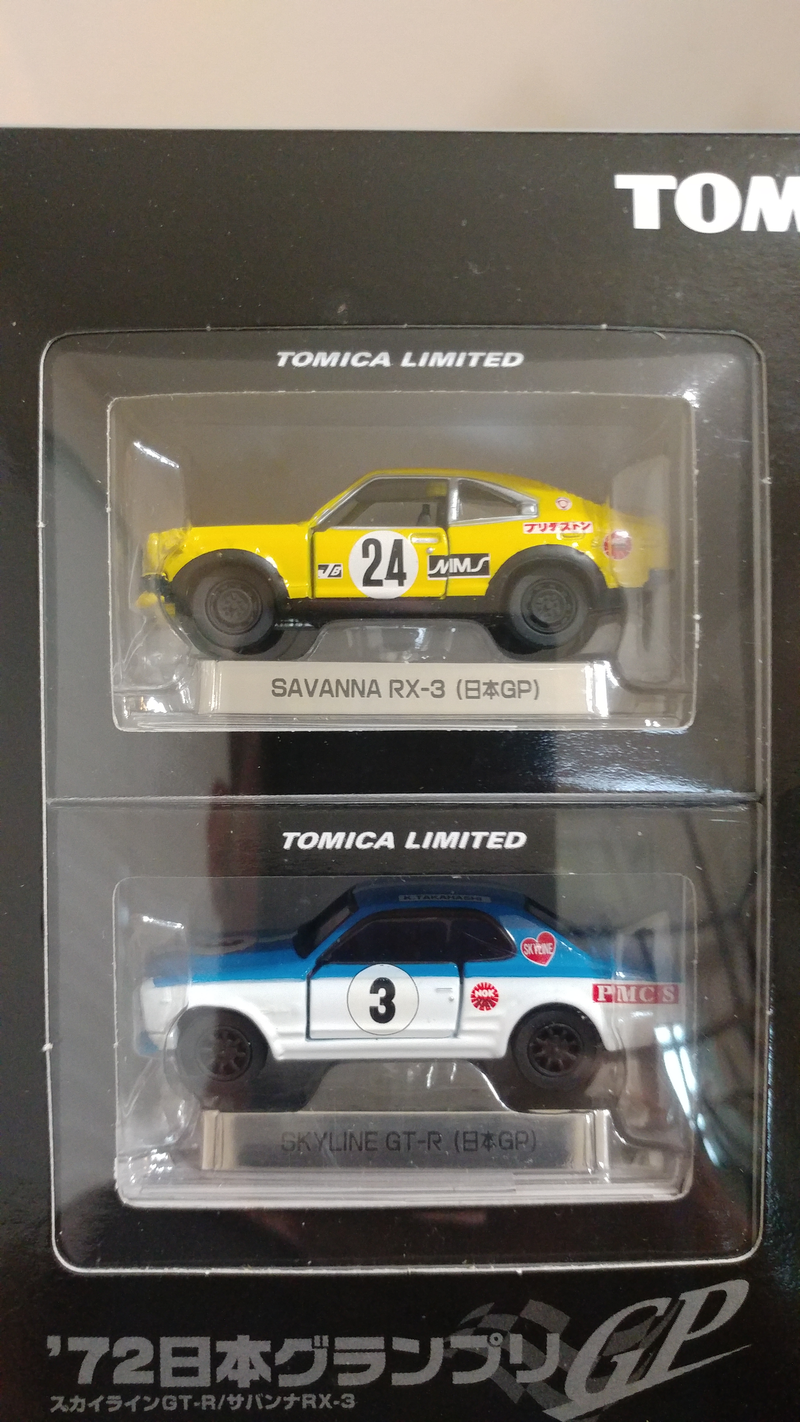 TOM
TOMICA LIMITED
ブリヂストン
24
MMS
SAVANNA RX-3 (日本GP)
TOMICA LIMITED
K.TAKAHASHI
SKYLINE
3
NGK
PMCS
SKYLINE GT-R (日本GP)
'72日本グランプリ GP
スカイラインGT-R/サバンナRX-3